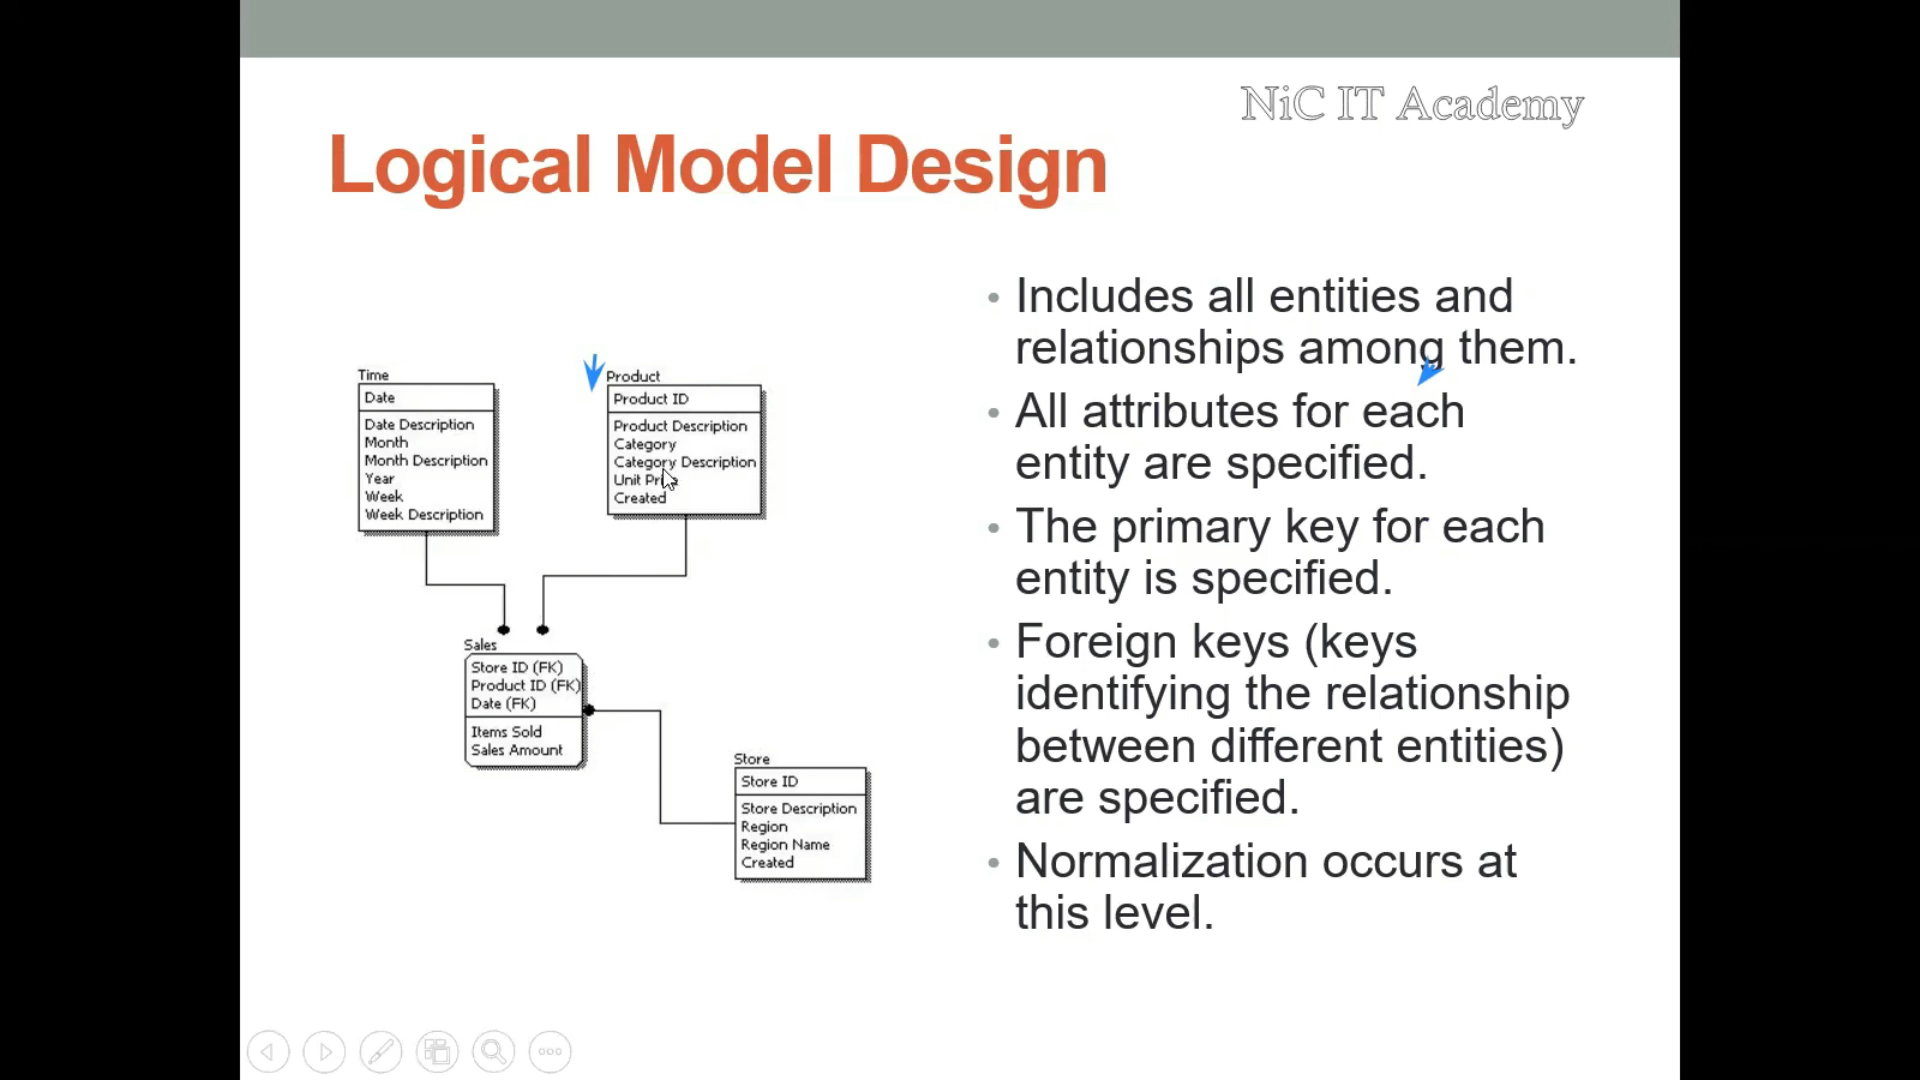 NiC IT Academy
Logical Model Design
Time
Date
Date Description
Month
Month Description
Year
Week
Week Description
Product
Product ID
Product Description
Category
Category Description
Unit Price
Created
Sales
Store ID (FK)
Product ID (FK)
Date (FK)
Items Sold
Sales Amount
Store
Store ID
Store Description
Region
Region Name
Created
• Includes all entities and
relationships among them.
• All attributes for each
entity are specified.
• The primary key for each
entity is specified.
• Foreign keys (keys
identifying the relationship
between different entities)
are specified.
• Normalization occurs at
this level.